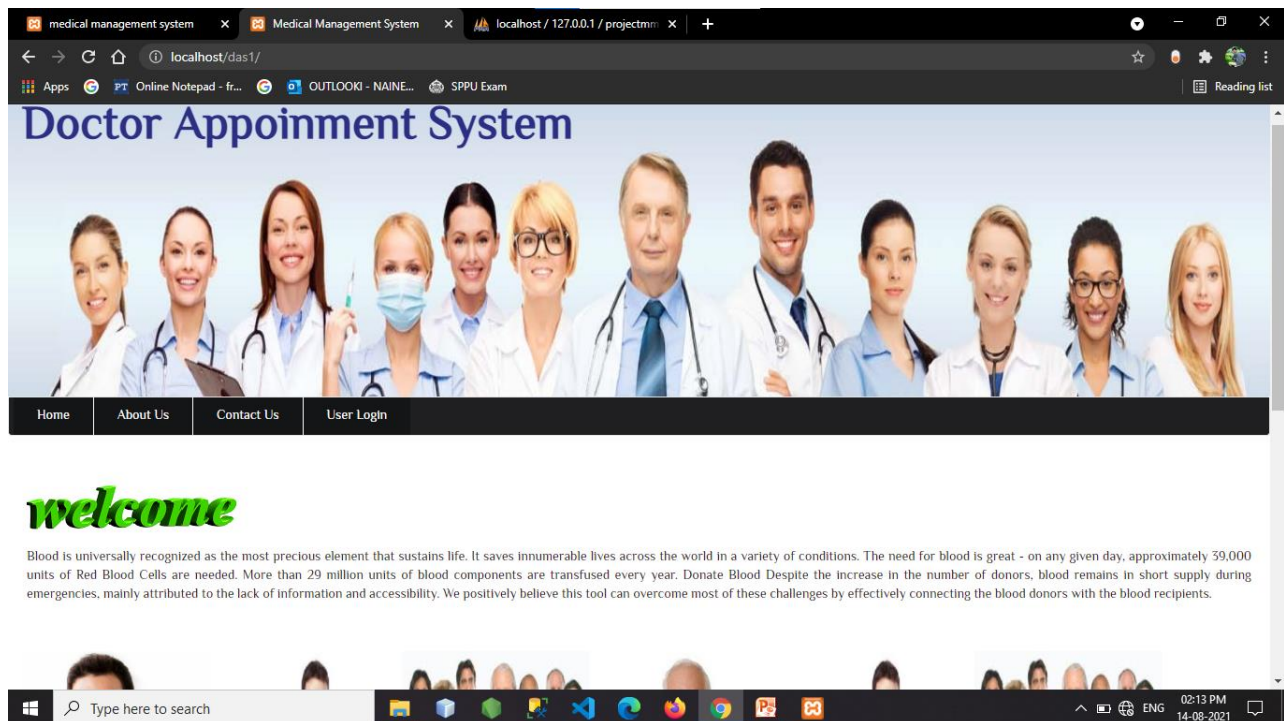 medical management system
Medical Management System
localhost / 127.0.0.1 / projectmm
localhost/das1/
Apps
PT Online Notepad - fr...
OUTLOOKI - NAINE...
SPPU Exam
Reading list
Doctor Appoinment System
Home About Us Contact Us User Login
welcome
Blood is universally recognized as the most precious element that sustains life. It saves innumerable lives across the world in a variety of conditions. The need for blood is great - on any given day, approximately 39,000
units of Red Blood Cells are needed. More than 29 million units of blood components are transfused every year. Donate Blood Despite the increase in the number of donors, blood remains in short supply during
emergencies, mainly attributed to the lack of information and accessibility. We positively believe this tool can overcome most of these challenges by effectively connecting the blood donors with the blood recipients.
Type here to search
ENG
02:13 PM
14-08-2021